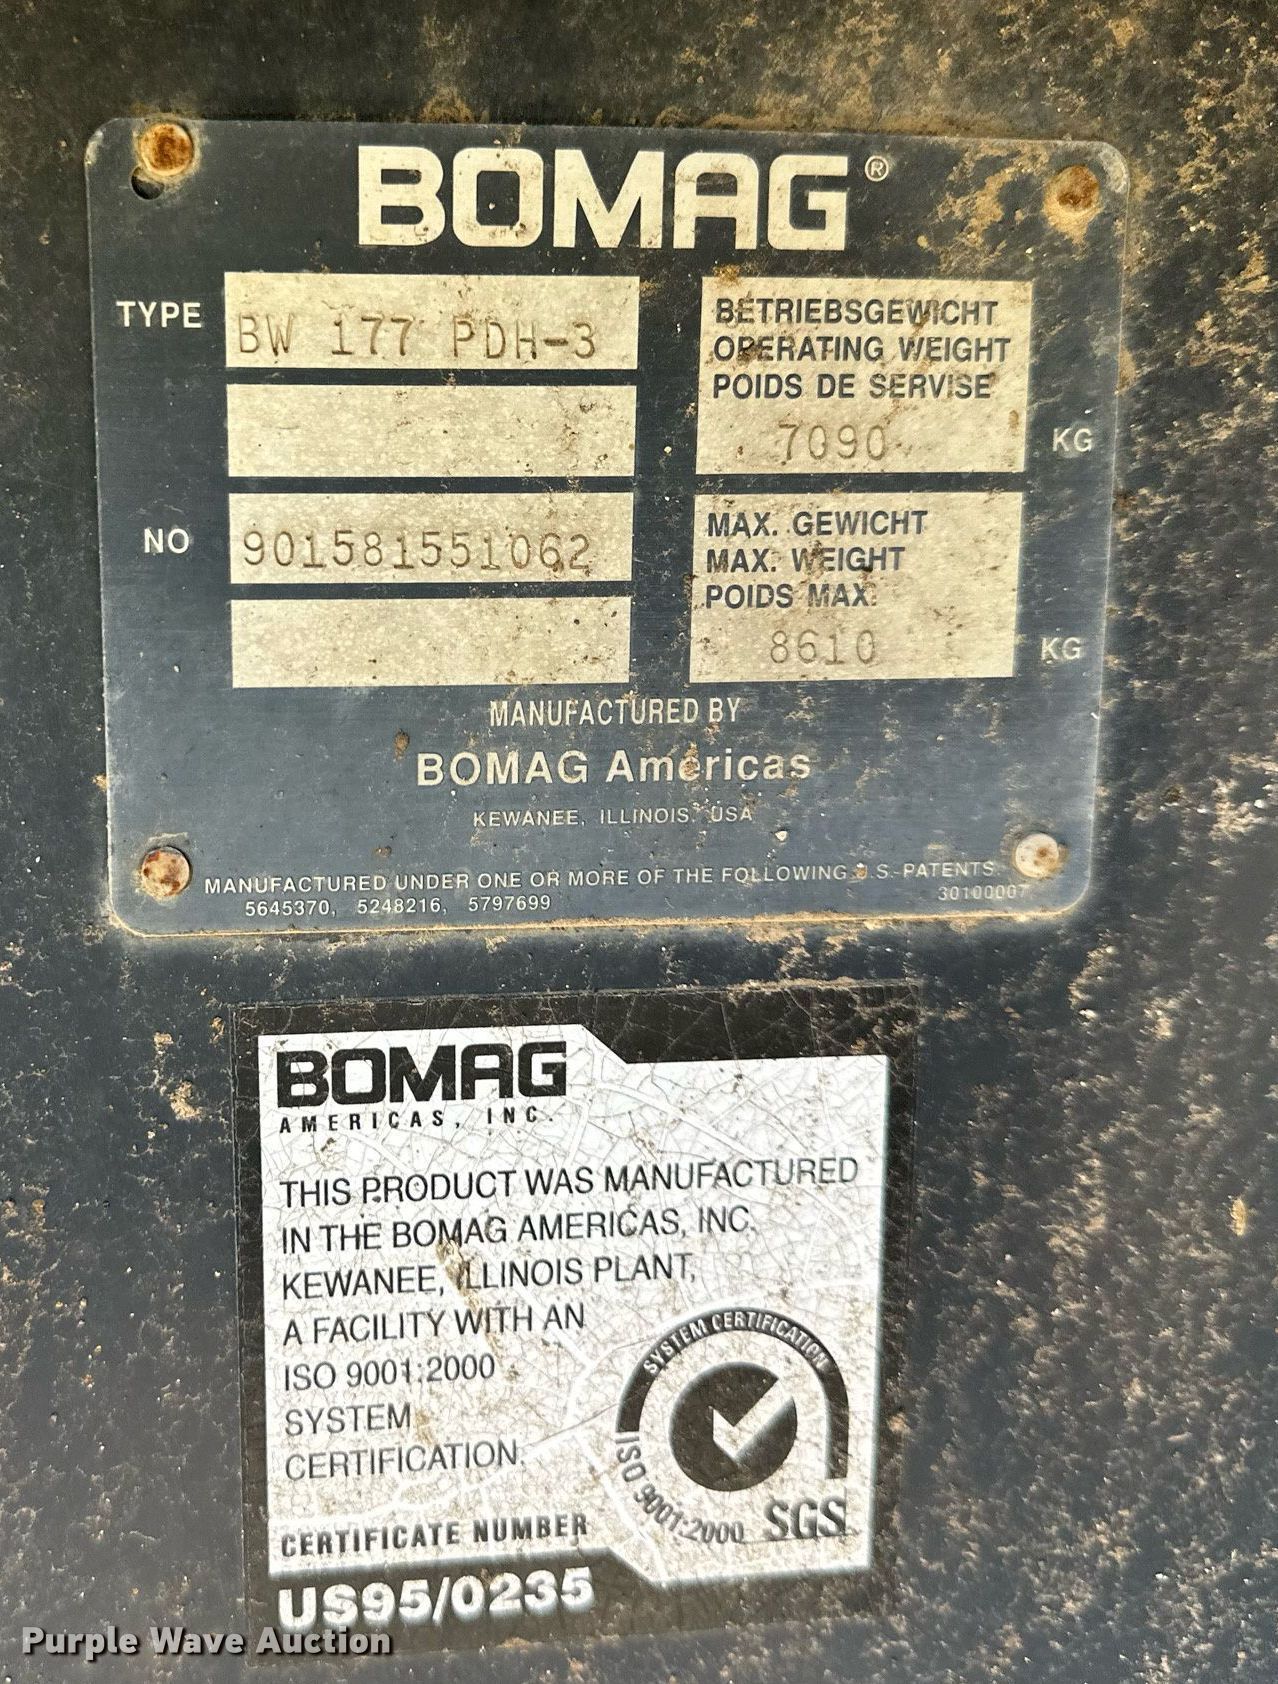 BOMAG®
TYPE BW 177 PDH-3
BETRIEBSGEWICHT
OPERATING WEIGHT
POIDS DE SERVISE
7090 KG
NO 901581551062
MAX. GEWICHT
MAX. WEIGHT
POIDS MAX.
8610 KG
MANUFACTURED BY
BOMAG Americas
KEWANEE, ILLINOIS, USA
MANUFACTURED UNDER ONE OR MORE OF THE FOLLOWING U.S. PATENTS
5645370, 5248216, 5797699
30100007
BOMAG
AMERICAS, INC.
THIS PRODUCT WAS MANUFACTURED
IN THE BOMAG AMERICAS, INC.
KEWANEE, ILLINOIS PLANT,
A FACILITY WITH AN
ISO 9001:2000
SYSTEM
CERTIFICATION.
SYSTEM CERTIFICATION
ISO 9001:2000
SGS
CERTIFICATE NUMBER
US95/0235
Purple Wave Auction